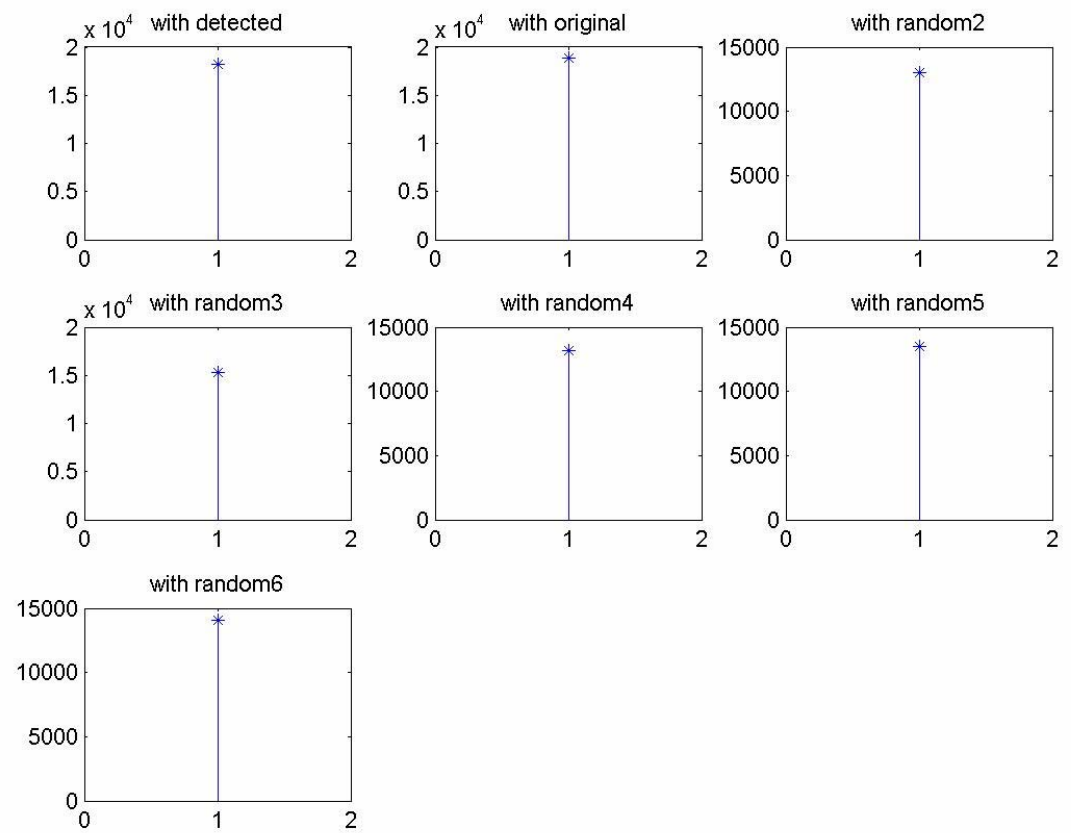 x 10^4 with detected
2
1.5
1
0.5
0
0 1 2
x 10^4 with original
2
1.5
1
0.5
0
0 1 2
with random2
15000
10000
5000
0
0 1 2
x 10^4 with random3
2
1.5
1
0.5
0
0 1 2
with random4
15000
10000
5000
0
0 1 2
with random5
15000
10000
5000
0
0 1 2
with random6
15000
10000
5000
0
0 1 2